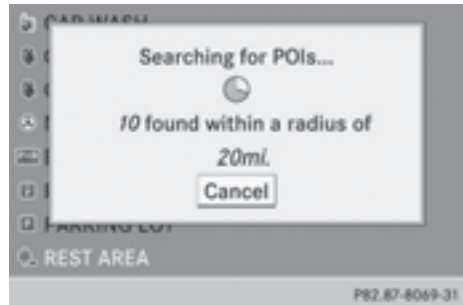 CAR WASH
Searching for POIs...
10 found within a radius of
20mi.
Cancel
PARKING LOT
REST AREA
P82.87-8069-31